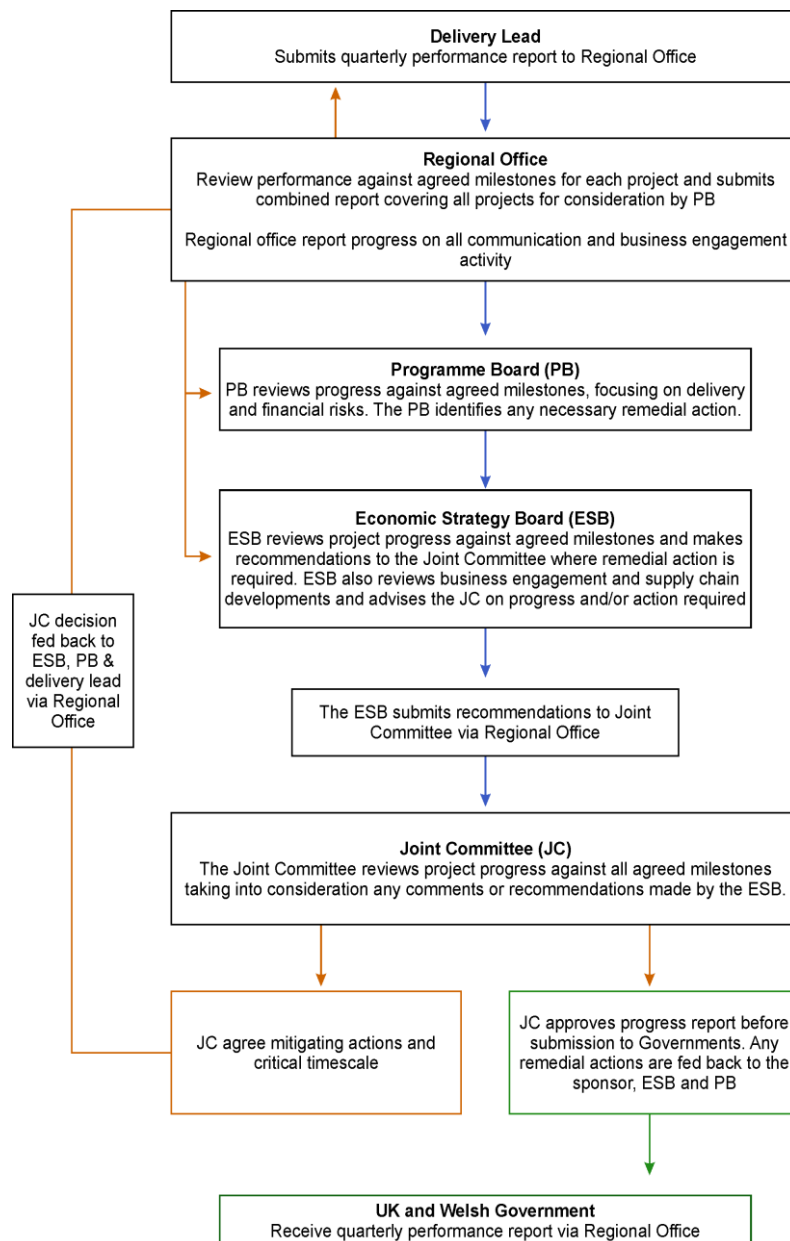 Delivery Lead
Submits quarterly performance report to Regional Office
Regional Office
Review performance against agreed milestones for each project and submits
combined report covering all projects for consideration by PB
Regional office report progress on all communication and business engagement
activity
Programme Board (PB)
PB reviews progress against agreed milestones, focusing on delivery
and financial risks. The PB identifies any necessary remedial action.
Economic Strategy Board (ESB)
ESB reviews project progress against agreed milestones and makes
recommendations to the Joint Committee where remedial action is
required. ESB also reviews business engagement and supply chain
developments and advises the JC on progress and/or action required
JC decision
fed back to
ESB, PB &
delivery lead
via Regional
Office
The ESB submits recommendations to Joint
Committee via Regional Office
Joint Committee (JC)
The Joint Committee reviews project progress against all agreed milestones
taking into consideration any comments or recommendations made by the ESB.
JC agree mitigating actions and
critical timescale
JC approves progress report before
submission to Governments. Any
remedial actions are fed back to the
sponsor, ESB and PB
UK and Welsh Government
Receive quarterly performance report via Regional Office